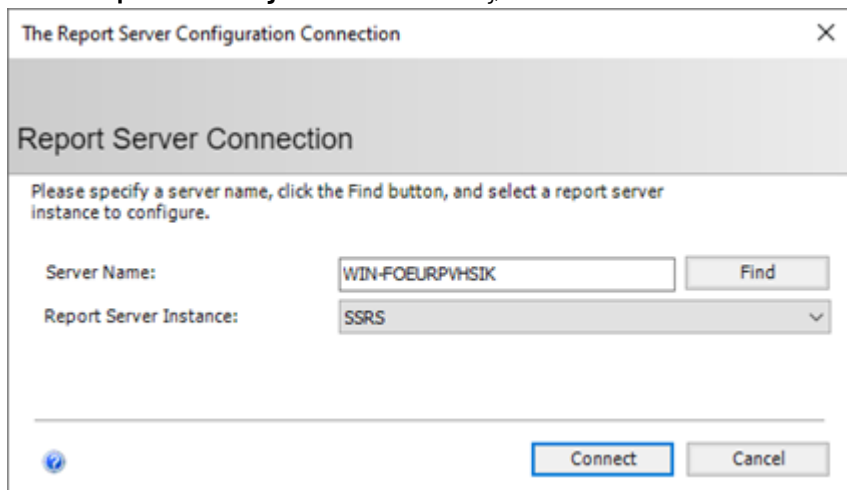 The Report Server Configuration Connection
Report Server Connection
Please specify a server name, click the Find button, and select a report server
instance to configure.
Server Name: WIN-FOEURPVHSIK Find
Report Server Instance: SSRS
Connect Cancel